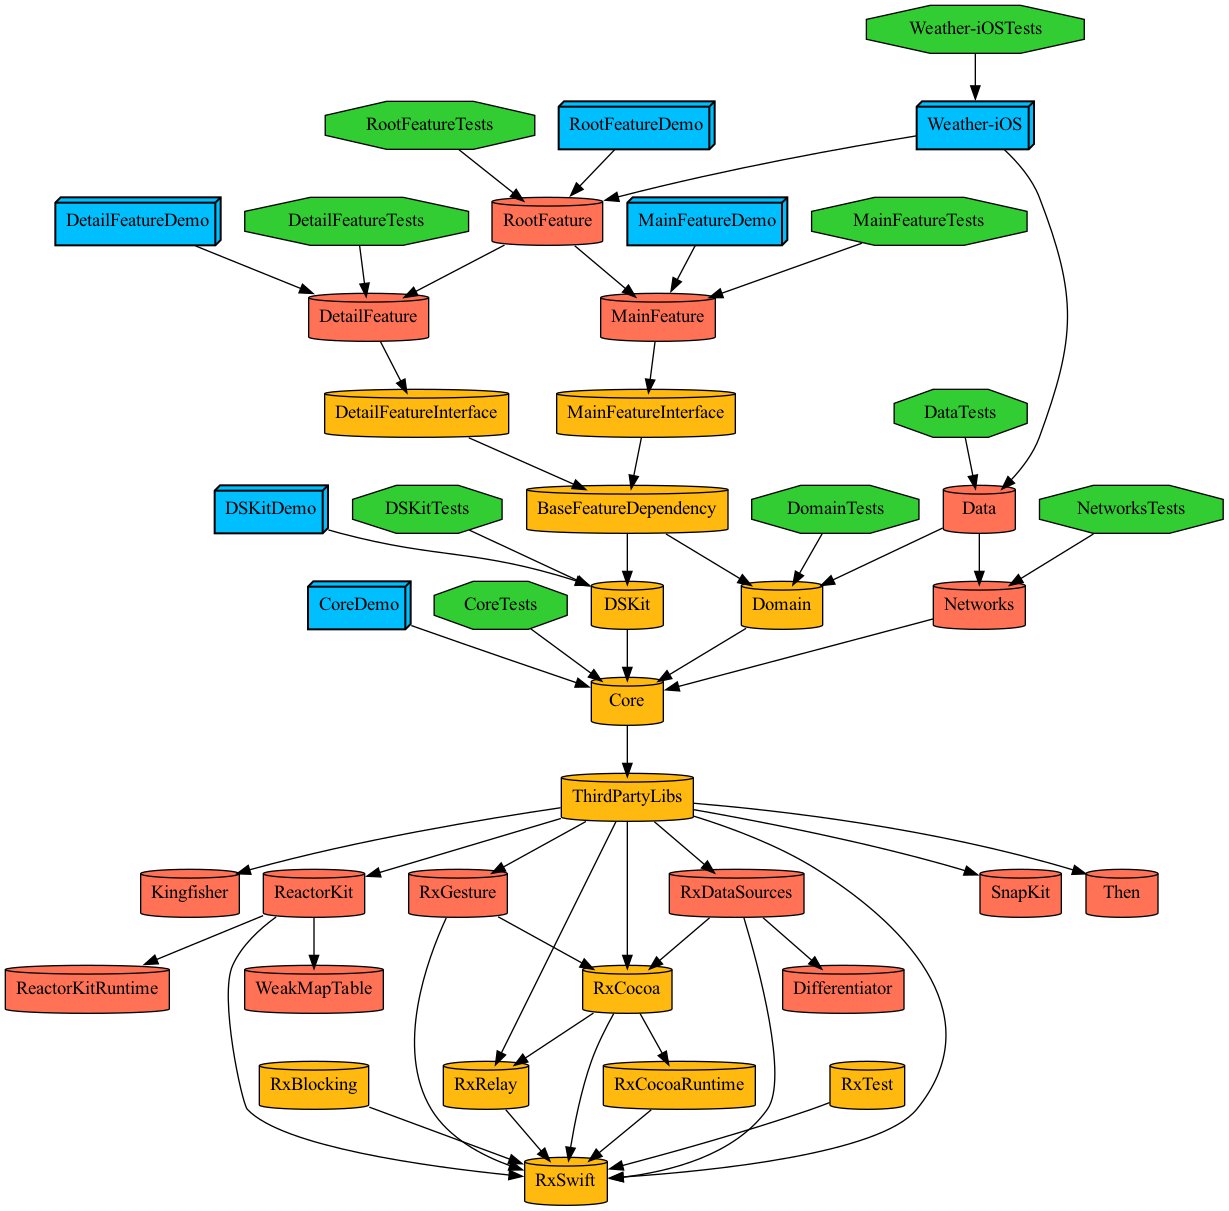 Weather-iOSTests
RootFeatureTests
RootFeatureDemo
Weather-iOS
DetailFeatureDemo
DetailFeatureTests
RootFeature
MainFeatureDemo
MainFeatureTests
DetailFeature
MainFeature
DetailFeatureInterface
MainFeatureInterface
DataTests
DSKitDemo
DSKitTests
BaseFeatureDependency
DomainTests
Data
NetworksTests
CoreDemo
CoreTests
DSKit
Domain
Networks
Core
ThirdPartyLibs
Kingfisher
ReactorKit
RxGesture
RxDataSources
SnapKit
Then
ReactorKitRuntime
WeakMapTable
RxCocoa
Differentiator
RxBlocking
RxRelay
RxCocoaRuntime
RxTest
RxSwift